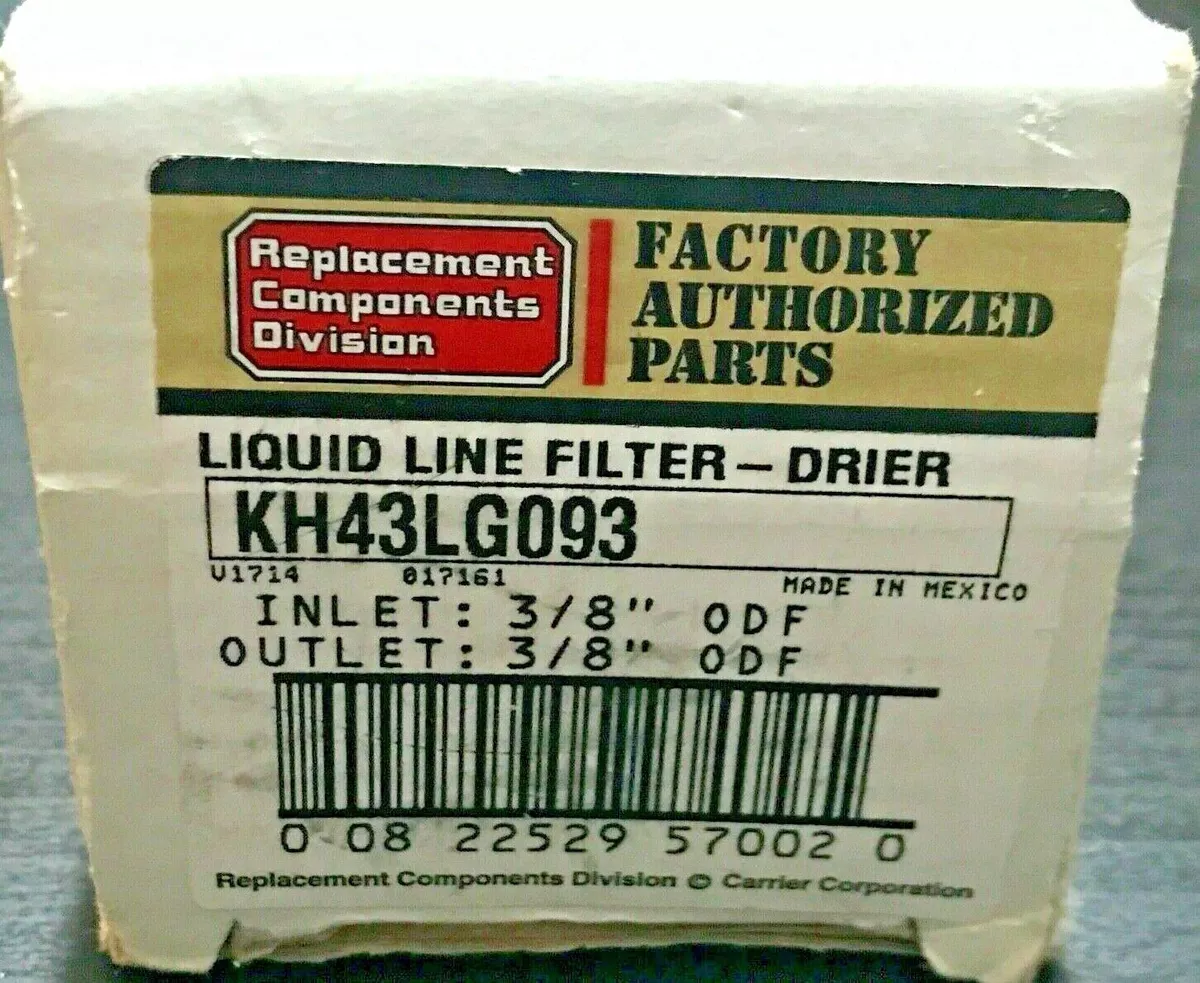 Replacement
Components
Division
FACTORY
AUTHORIZED
PARTS
LIQUID LINE FILTER – DRIER
KH43LG093
V1714 017161 MADE IN MEXICO
INLET: 3/8" ODF
OUTLET: 3/8" ODF
0 08 22529 57002 0
Replacement Components Division © Carrier Corporation